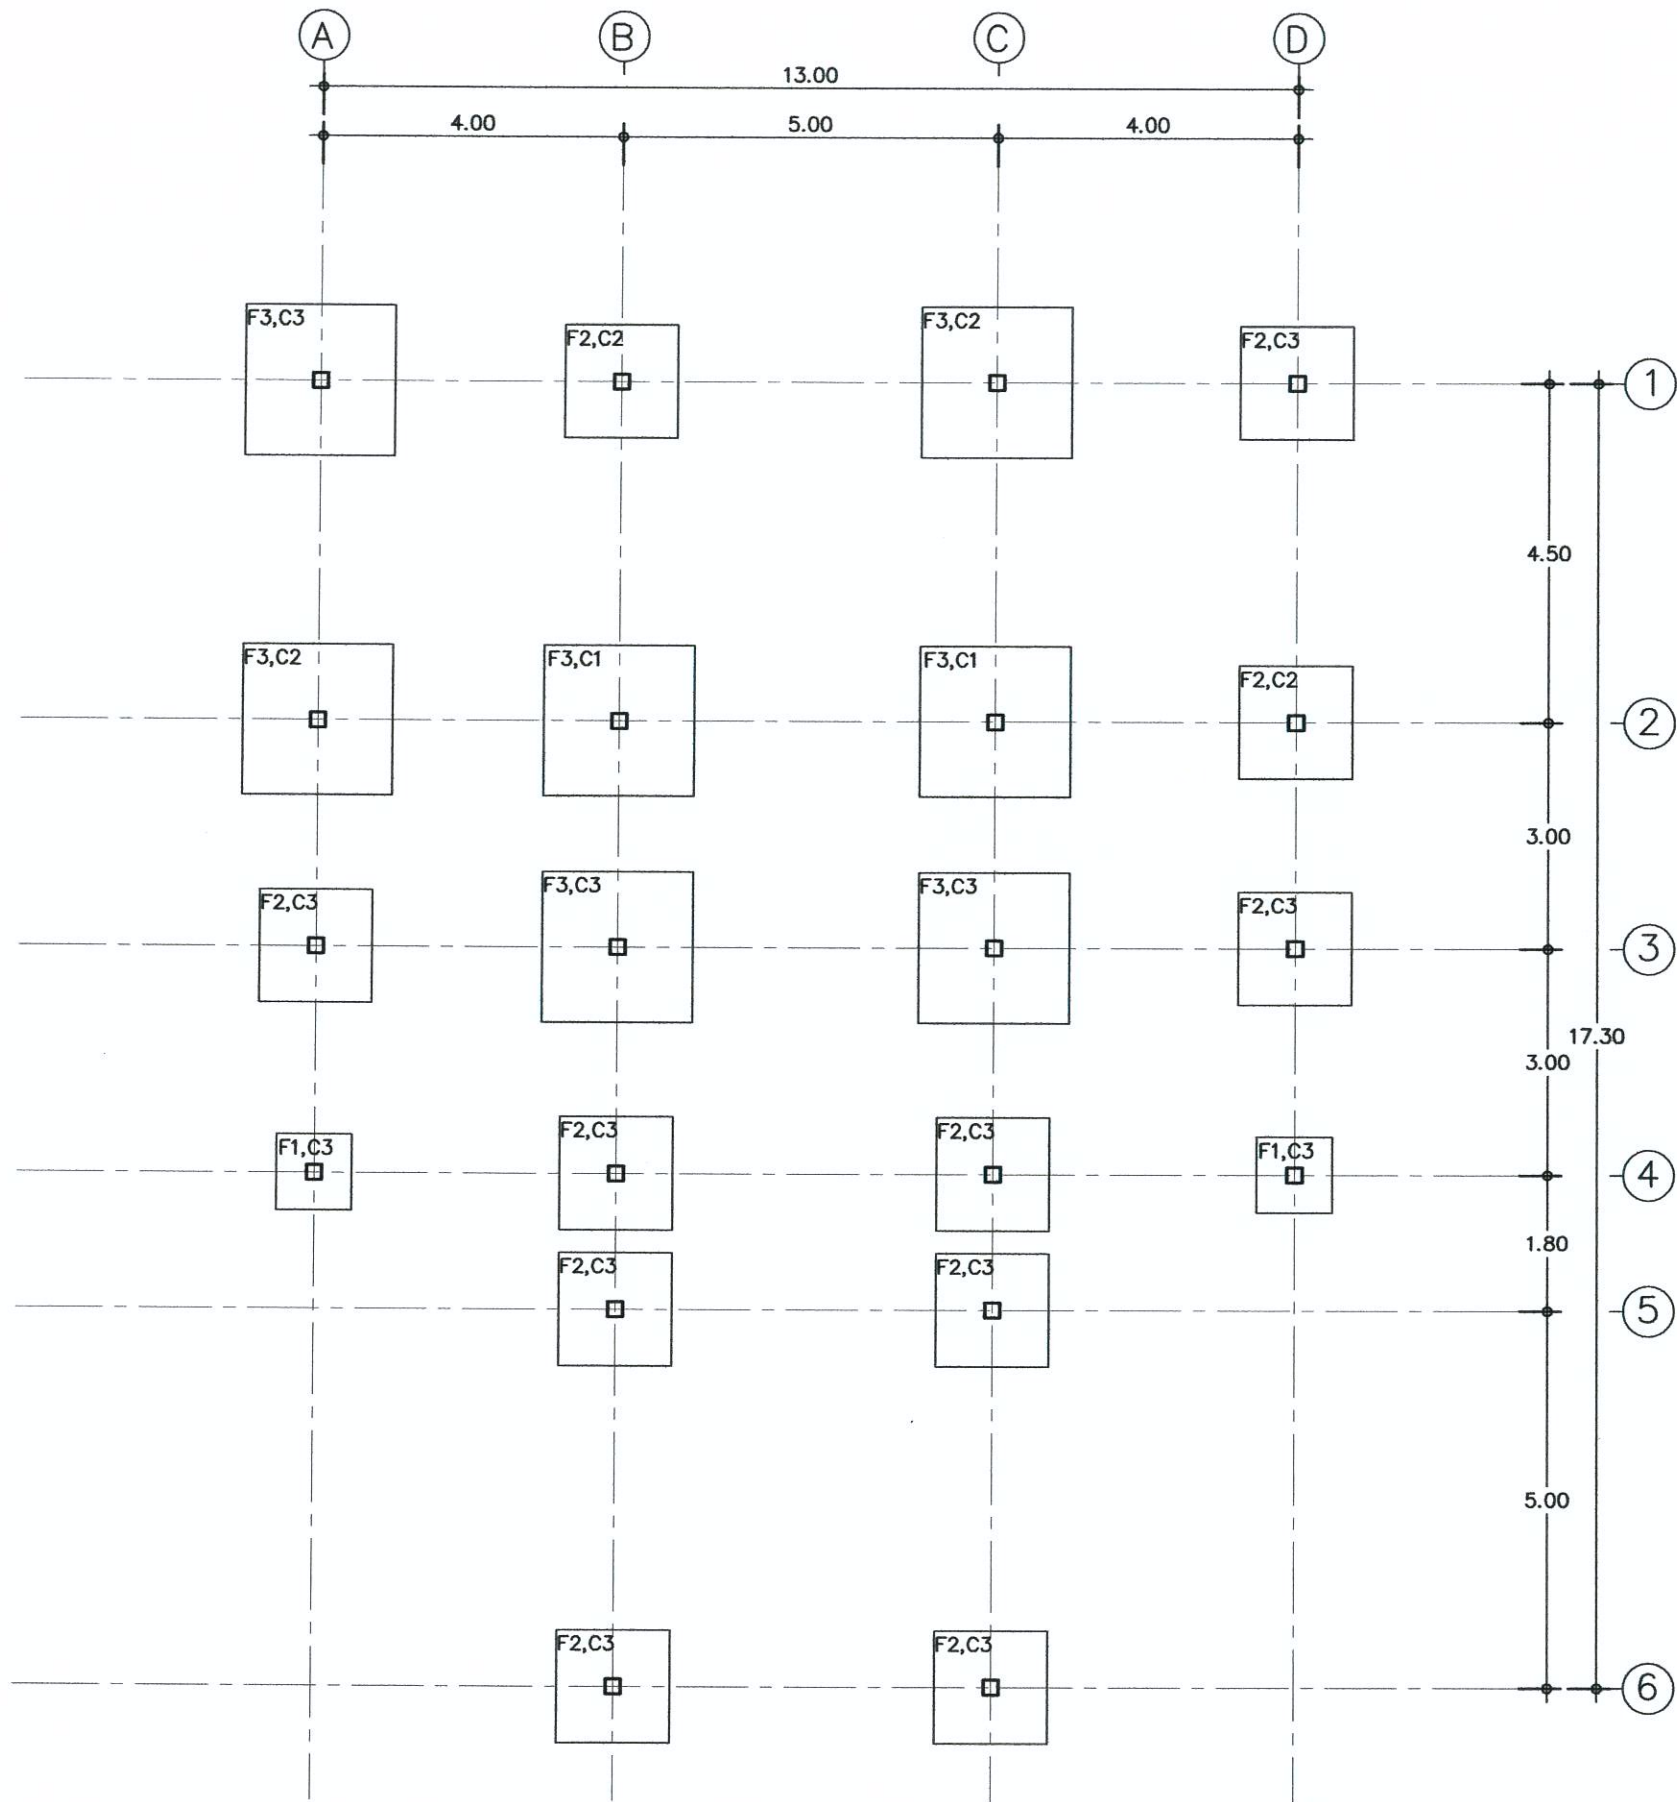 A B C D
13.00
4.00 5.00 4.00
F3,C3 F2,C2 F3,C2 F2,C3
1
4.50
F3,C2 F3,C1 F3,C1 F2,C2
2
3.00
F2,C3 F3,C3 F3,C3 F2,C3
3
17.30
3.00
F1,C3 F2,C3 F2,C3 F1,C3
4
1.80
F2,C3 F2,C3
5
5.00
F2,C3 F2,C3
6